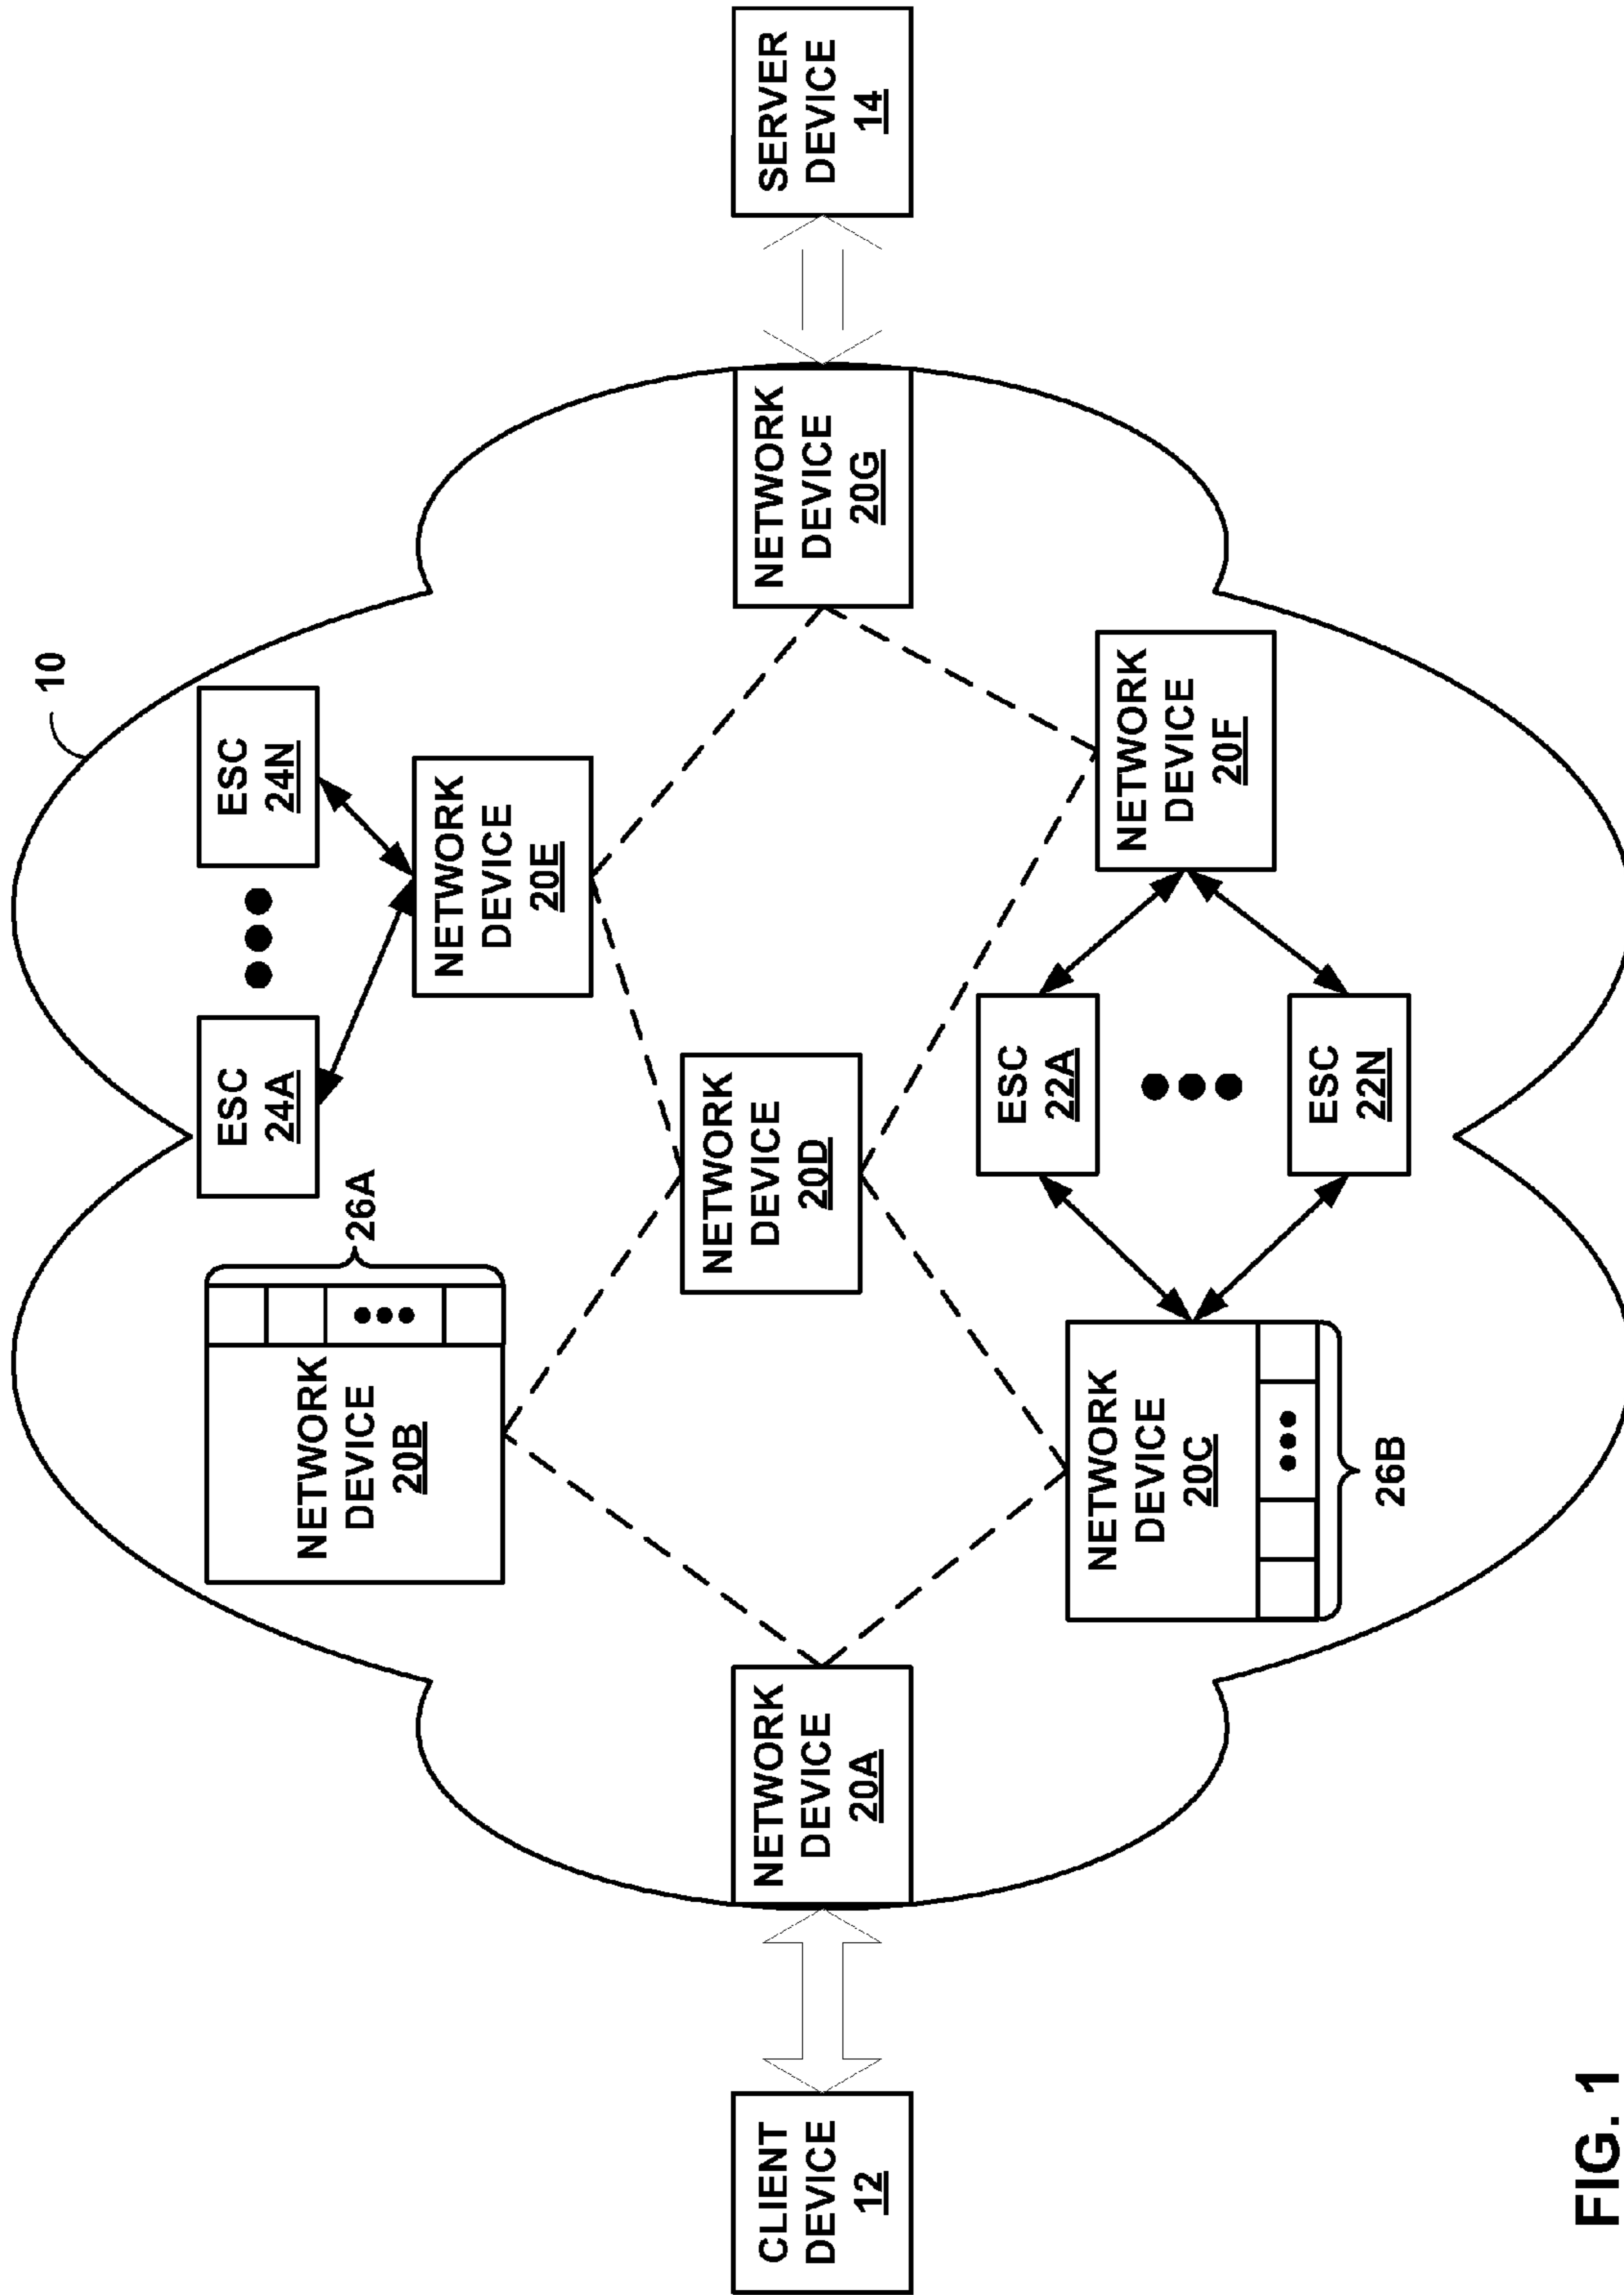 10
ESC
24A
ESC
24N
NETWORK
DEVICE
20B
26A
NETWORK
DEVICE
20E
CLIENT
DEVICE
12
NETWORK
DEVICE
20A
NETWORK
DEVICE
20D
NETWORK
DEVICE
20G
SERVER
DEVICE
14
NETWORK
DEVICE
20C
26B
ESC
22A
ESC
22N
NETWORK
DEVICE
20F
FIG. 1